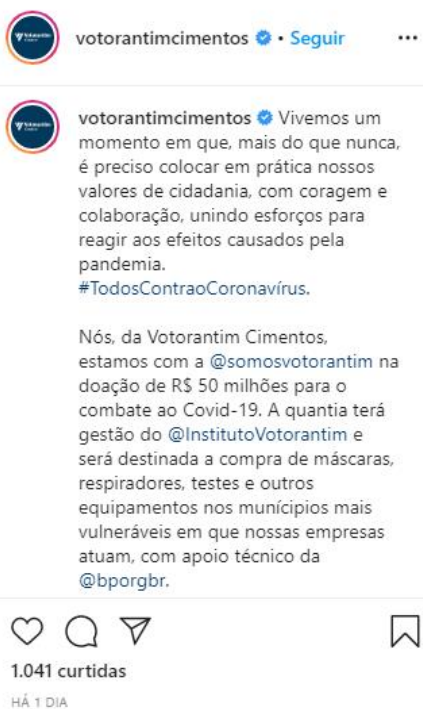 votorantimcimentos • Seguir
votorantimcimentos Vivemos um
momento em que, mais do que nunca,
é preciso colocar em prática nossos
valores de cidadania, com coragem e
colaboração, unindo esforços para
reagir aos efeitos causados pela
pandemia.
#TodosContraoCoronavírus.
Nós, da Votorantim Cimentos,
estamos com a @somosvotorantim na
doação de R$ 50 milhões para o
combate ao Covid-19. A quantia terá
gestão do @InstitutoVotorantim e
será destinada a compra de máscaras,
respiradores, testes e outros
equipamentos nos munícipios mais
vulneráveis em que nossas empresas
atuam, com apoio técnico da
@bporgbr.
1.041 curtidas
HÁ 1 DIA